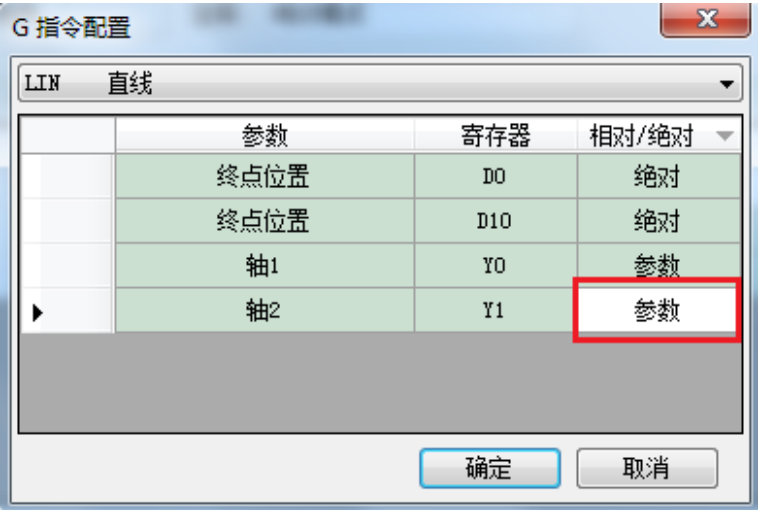 G 指令配置
LIN 直线
参数 寄存器 相对/绝对
终点位置 D0 绝对
终点位置 D10 绝对
轴1 Y0 参数
轴2 Y1 参数
确定 取消